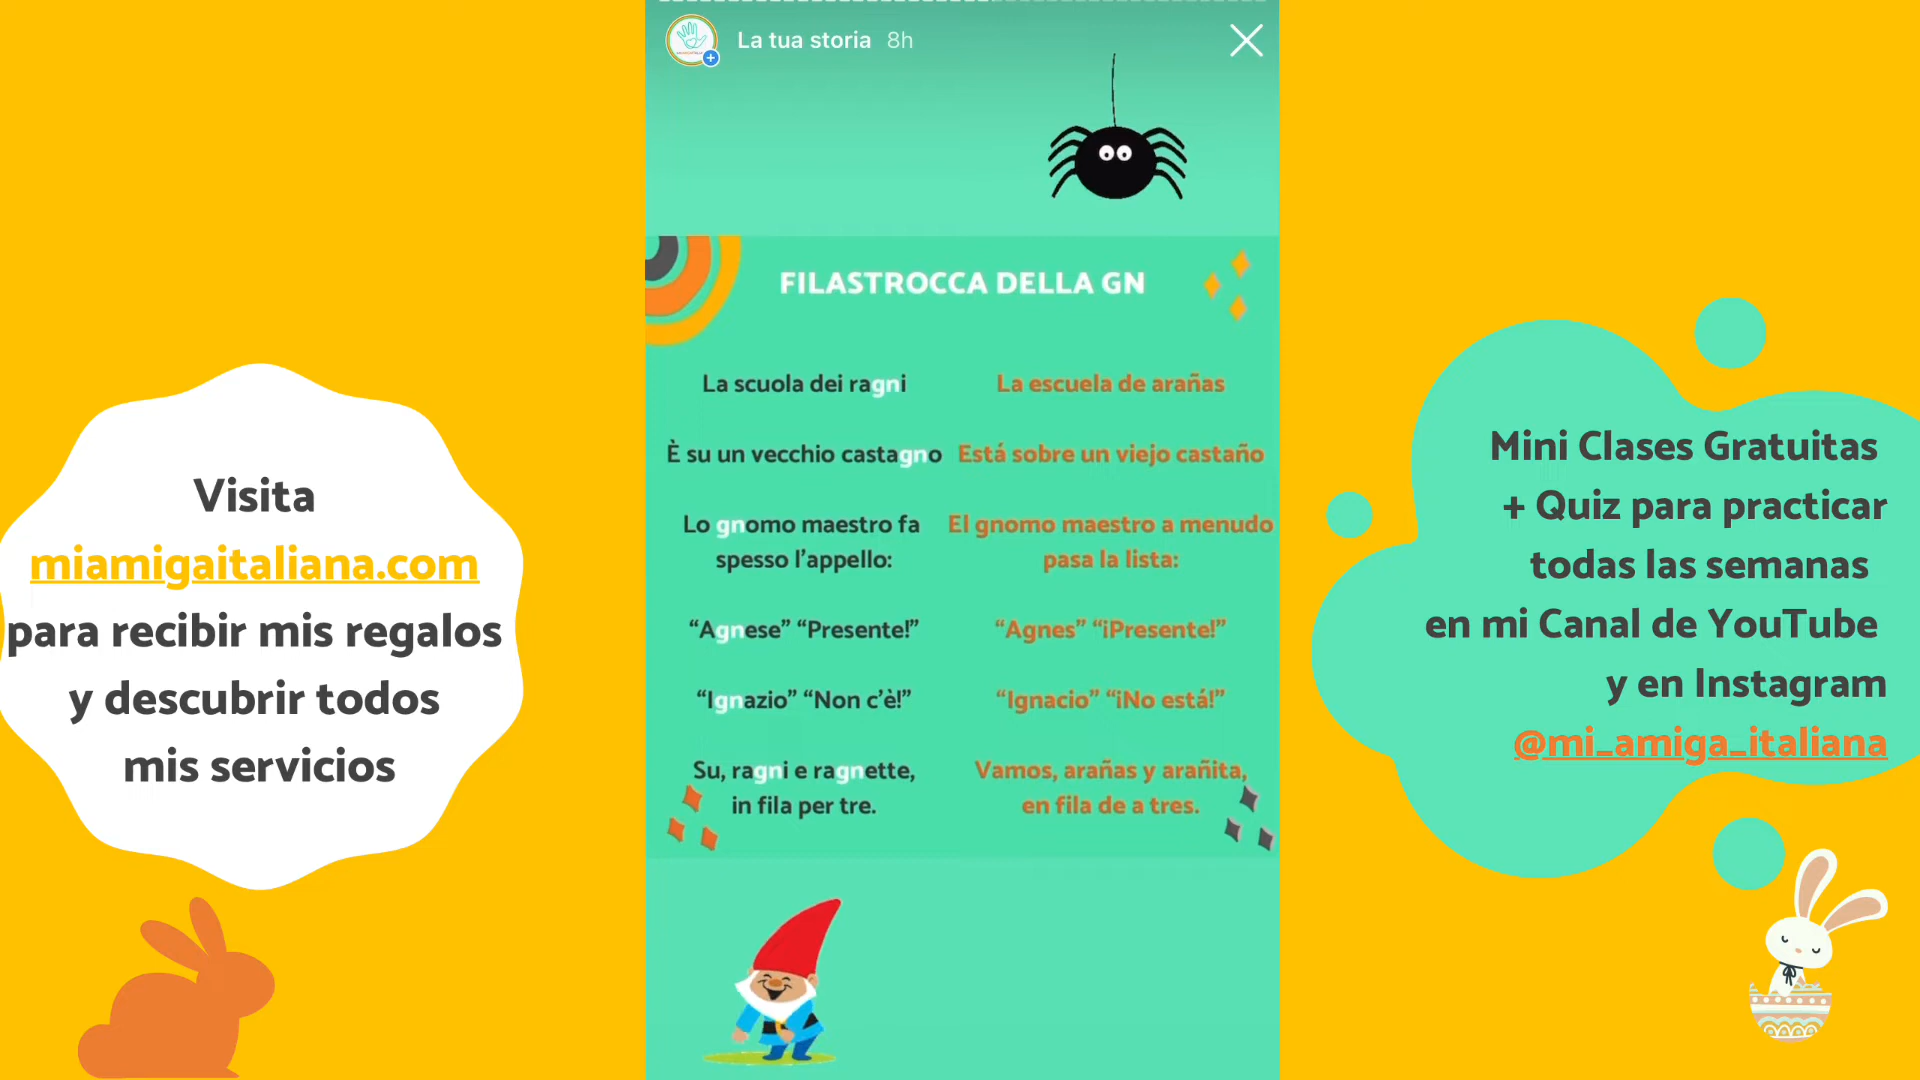 La tua storia 8h
FILASTROCCA DELLA GN
La scuola dei ragni
La escuela de arañas
È su un vecchio castagno
Está sobre un viejo castaño
Lo gnomo maestro fa
spesso l'appello:
El gnomo maestro a menudo
pasa la lista:
“Agnese” “Presente!”
“Agnes” “¡Presente!”
“Ignazio” “Non c'è!”
“Ignacio” “¡No está!”
Su, ragni e ragnette,
in fila per tre.
Vamos, arañas y arañita,
en fila de a tres.
Visita
miamigaitaliana.com
para recibir mis regalos
y descubrir todos
mis servicios
Mini Clases Gratuitas
+ Quiz para practicar
todas las semanas
en mi Canal de YouTube
y en Instagram
@mi_amiga_italiana